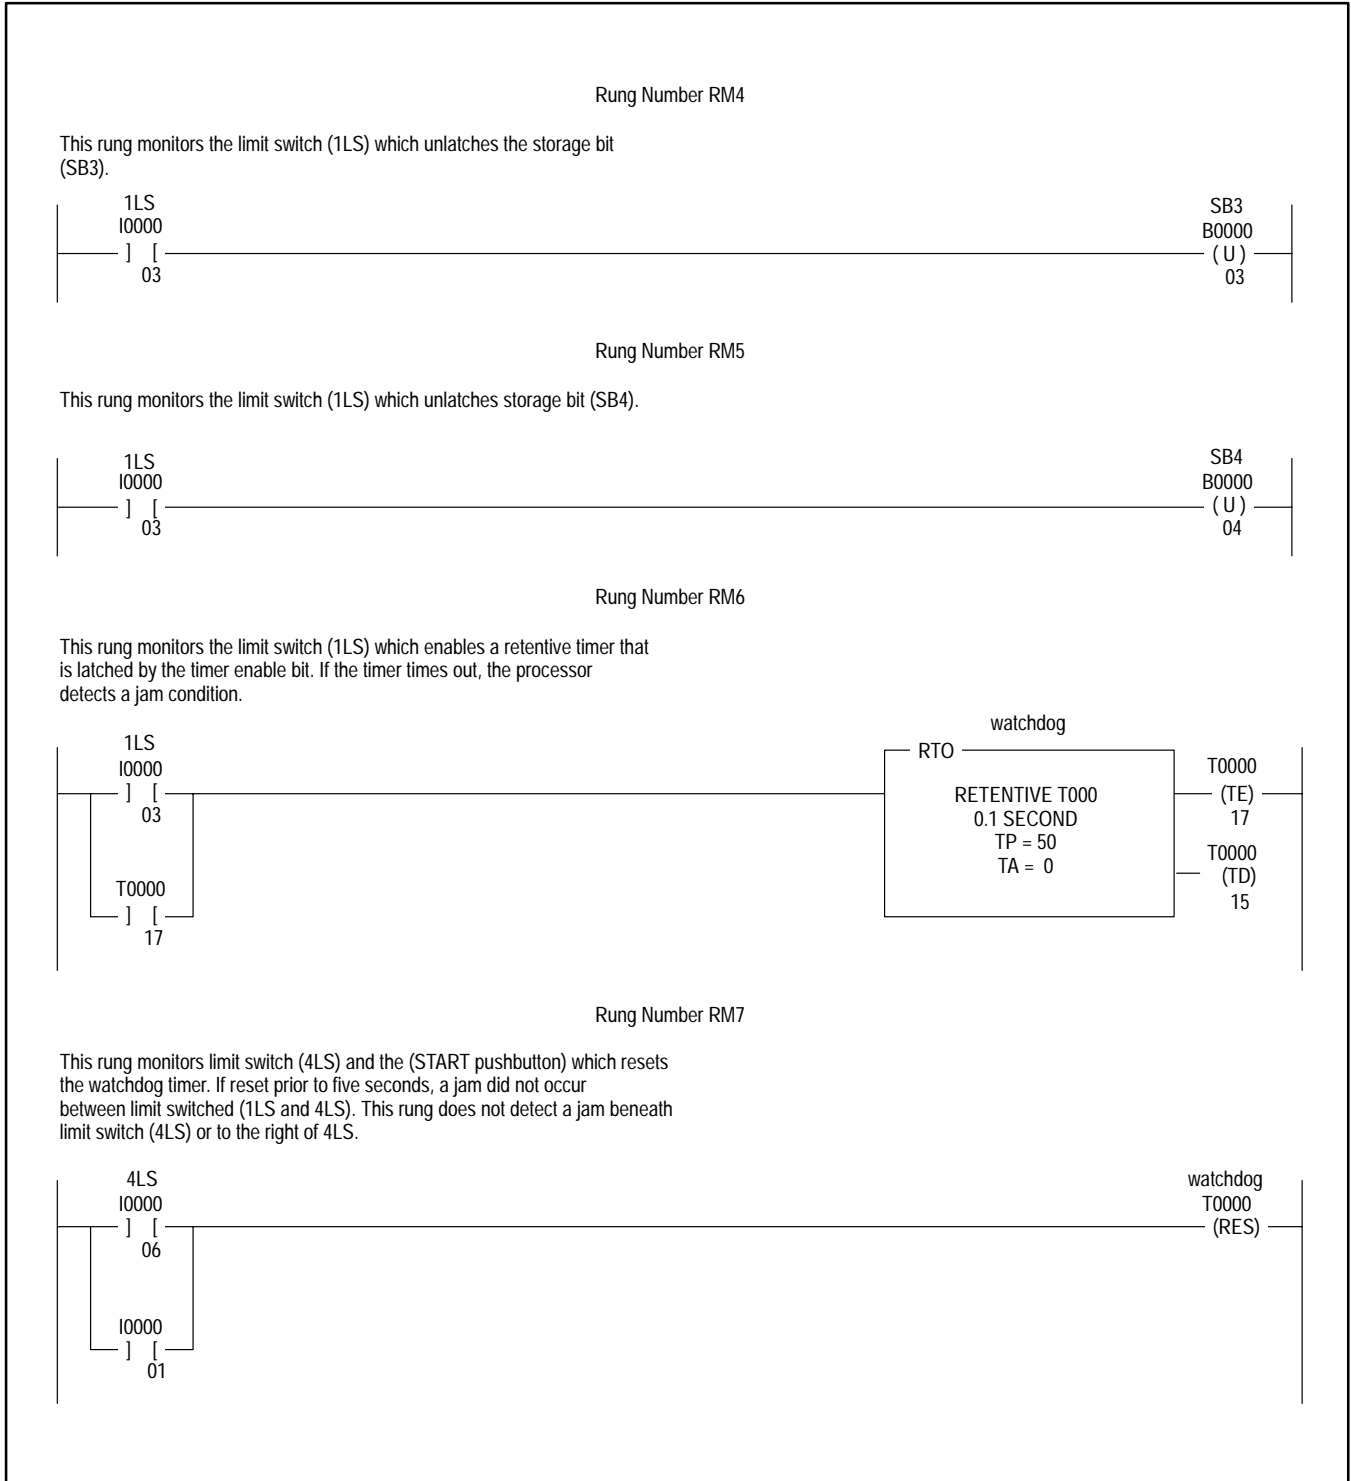 Rung Number RM4
This rung monitors the limit switch (1LS) which unlatches the storage bit
(SB3).
1LS
I0000
] [
03
SB3
B0000
( U )
03
Rung Number RM5
This rung monitors the limit switch (1LS) which unlatches storage bit (SB4).
1LS
I0000
] [
03
SB4
B0000
( U )
04
Rung Number RM6
This rung monitors the limit switch (1LS) which enables a retentive timer that
is latched by the timer enable bit. If the timer times out, the processor
detects a jam condition.
1LS
I0000
] [
03
T0000
] [
17
watchdog
RTO
RETENTIVE T000
0.1 SECOND
TP = 50
TA = 0
T0000
(TE)
17
T0000
(TD)
15
Rung Number RM7
This rung monitors limit switch (4LS) and the (START pushbutton) which resets
the watchdog timer. If reset prior to five seconds, a jam did not occur
between limit switched (1LS and 4LS). This rung does not detect a jam beneath
limit switch (4LS) or to the right of 4LS.
4LS
I0000
] [
06
I0000
] [
01
watchdog
T0000
(RES)